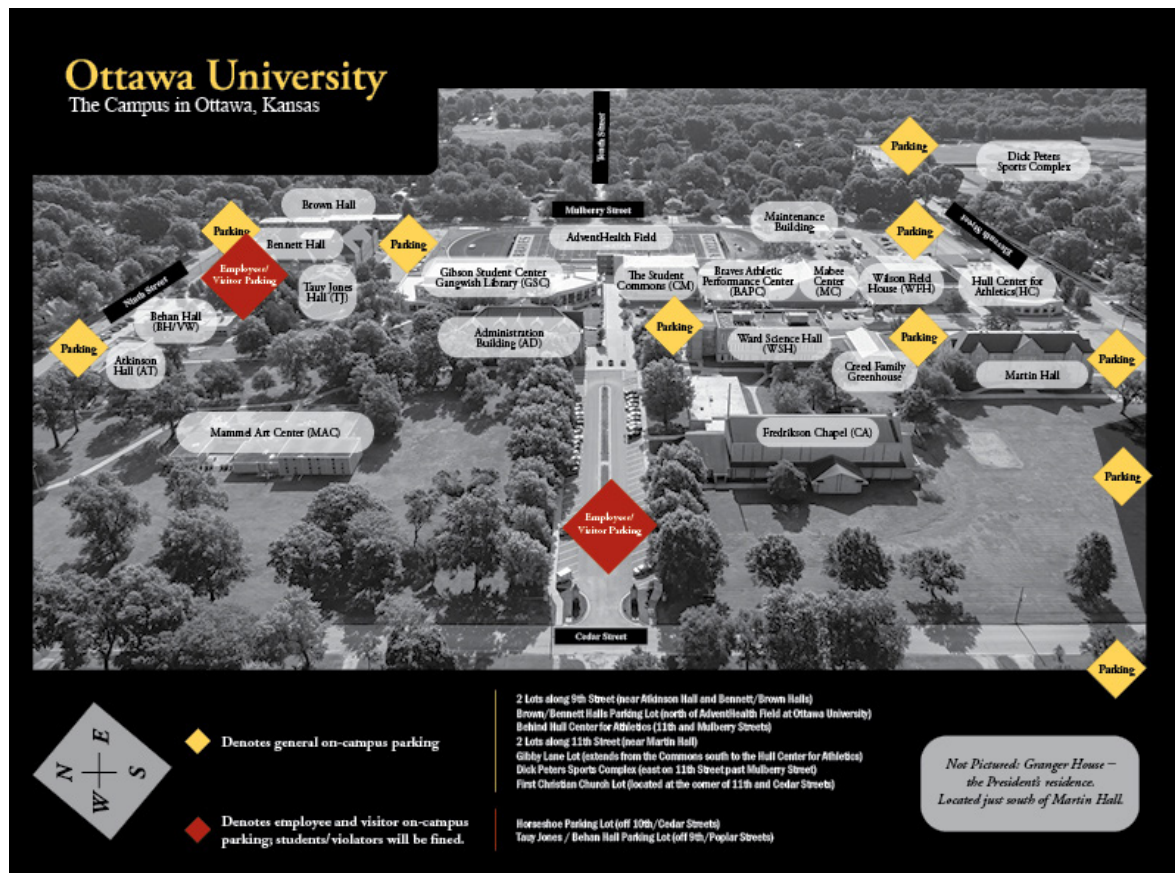 Ottawa University
The Campus in Ottawa, Kansas
Tenth Street
Parking
Dick Peters
Sports Complex
Brown Hall
Mulberry Street
Maintenance
Building
Parking
Eleventh Street
Parking
Bennett Hall
Parking
AdventHealth Field
Employee/
Visitor Parking
Ninth Street
Tauy Jones
Hall (TJ)
Gibson Student Center
Gangwish Library (GSC)
The Student
Commons (CM)
Braves Athletic
Performance Center
(BAPC)
Mabee
Center
(MC)
Wilson Field
House (WFH)
Hull Center for
Athletics(HC)
Behan Hall
(BH/VW)
Parking
Atkinson
Hall (AT)
Administration
Building (AD)
Parking
Ward Science Hall
(WSH)
Parking
Creed Family
Greenhouse
Martin Hall
Parking
Mammel Art Center (MAC)
Fredrikson Chapel (CA)
Parking
Employee/
Visitor Parking
Cedar Street
Parking
N
E
W
S
Denotes general on-campus parking
2 Lots along 9th Street (near Atkinson Hall and Bennett/Brown Halls)
Brown/Bennett Halls Parking Lot (north of AdventHealth Field at Ottawa University)
Behind Hull Center for Athletics (11th and Mulberry Streets)
2 Lots along 11th Street (near Martin Hall)
Gibby Lane Lot (extends from the Commons south to the Hull Center for Athletics)
Dick Peters Sports Complex (east on 11th Street past Mulberry Street)
First Christian Church Lot (located at the corner of 11th and Cedar Streets)
Denotes employee and visitor on-campus
parking; students/violators will be fined.
Horseshoe Parking Lot (off 10th/Cedar Streets)
Tauy Jones / Behan Hall Parking Lot (off 9th/Poplar Streets)
Not Pictured: Granger House –
the President's residence.
Located just south of Martin Hall.